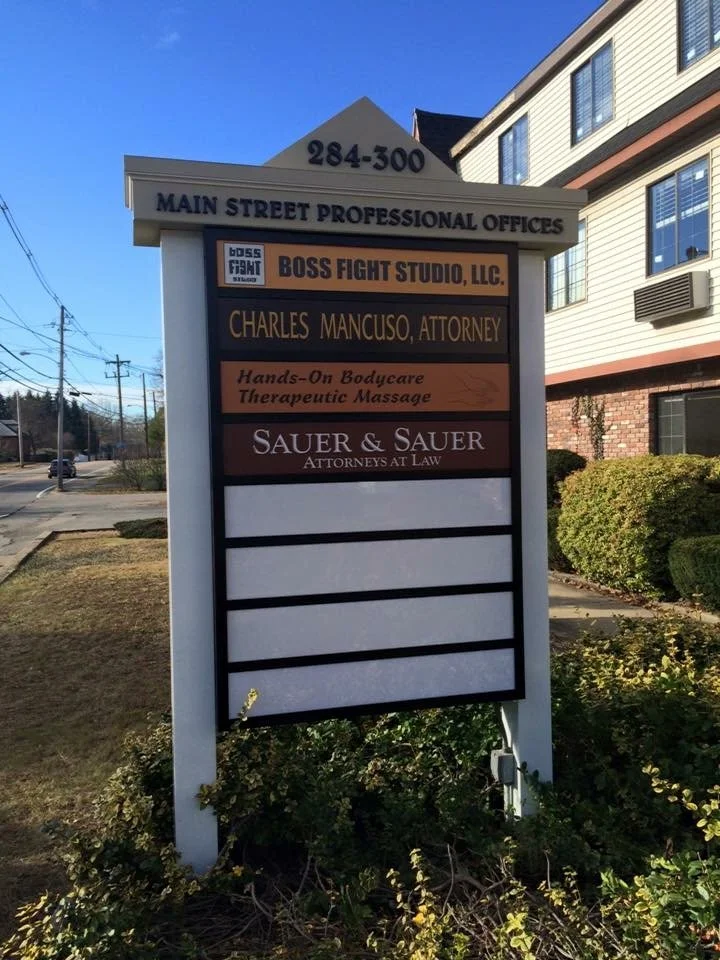 284-300
MAIN STREET PROFESSIONAL OFFICES
BOSS
FIGHT
STUDIO
BOSS FIGHT STUDIO, LLC.
CHARLES MANCUSO, ATTORNEY
Hands-On Bodycare
Therapeutic Massage
SAUER & SAUER
ATTORNEYS AT LAW